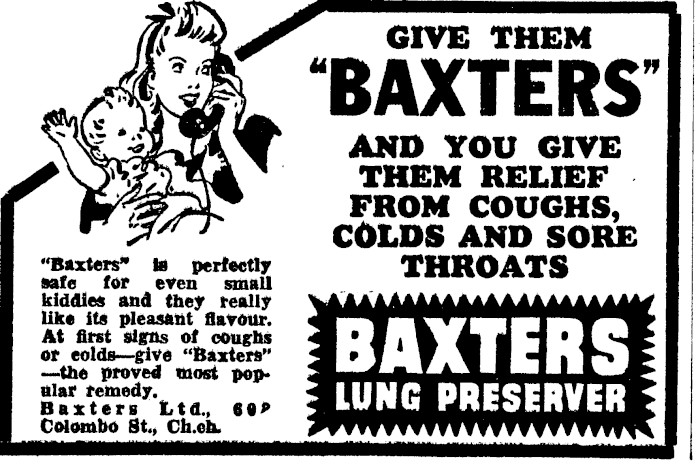 GIVE THEM
"BAXTERS"
AND YOU GIVE
THEM RELIEF
FROM COUGHS,
COLDS AND SORE
THROATS
"Baxters" is perfectly
safe for even small
kiddies and they really
like its pleasant flavour.
At first signs of coughs
or colds—give "Baxters"
—the proved most pop-
ular remedy.
Baxters Ltd.,
Colombo St., Ch.ch.
BAXTERS
LUNG PRESERVER